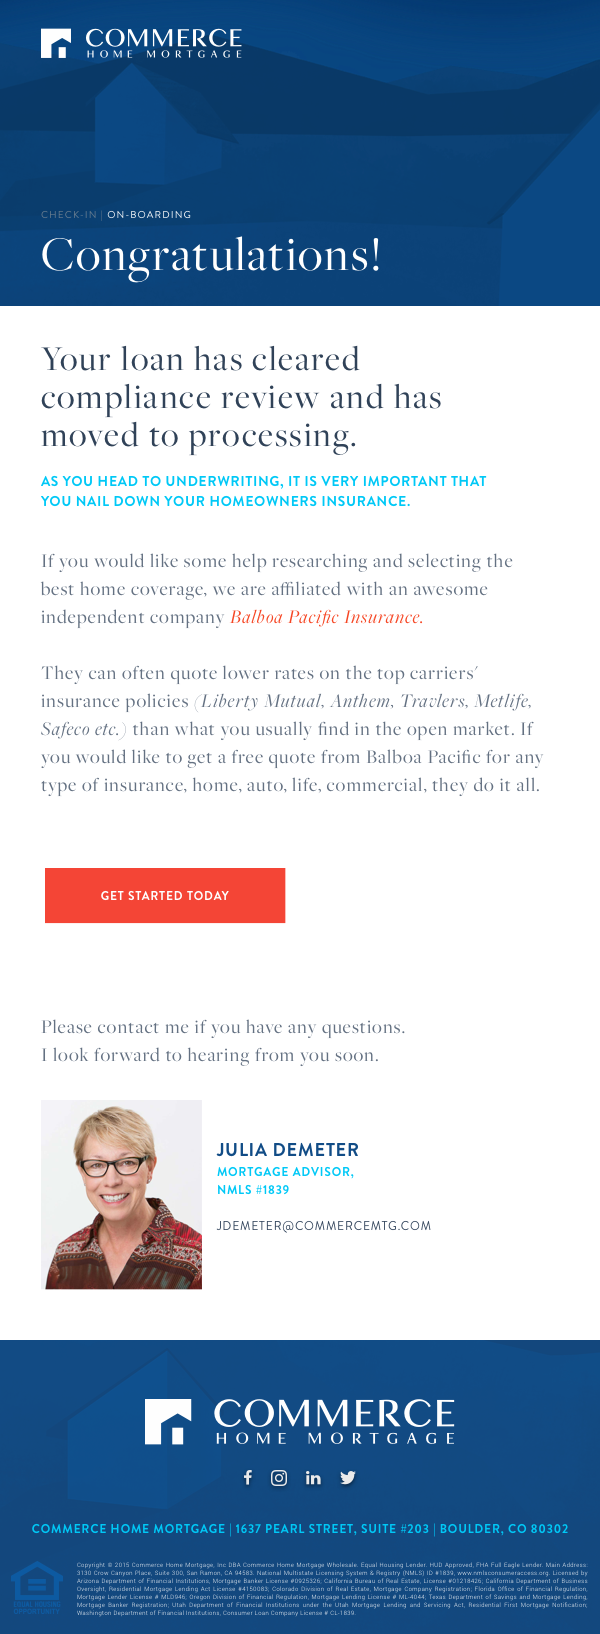 COMMERCE
HOME MORTGAGE
CHECK-IN | ON-BOARDING
Congratulations!
Your loan has cleared
compliance review and has
moved to processing.
AS YOU HEAD TO UNDERWRITING, IT IS VERY IMPORTANT THAT
YOU NAIL DOWN YOUR HOMEOWNERS INSURANCE.
If you would like some help researching and selecting the
best home coverage, we are affiliated with an awesome
independent company Balboa Pacific Insurance.
They can often quote lower rates on the top carriers'
insurance policies (Liberty Mutual, Anthem, Travlers, Metlife,
Safeco etc.) than what you usually find in the open market. If
you would like to get a free quote from Balboa Pacific for any
type of insurance, home, auto, life, commercial, they do it all.
GET STARTED TODAY
Please contact me if you have any questions.
I look forward to hearing from you soon.
JULIA DEMETER
MORTGAGE ADVISOR,
NMLS #1839
JDEMETER@COMMERCEMTG.COM
COMMERCE
HOME MORTGAGE
COMMERCE HOME MORTGAGE | 1637 PEARL STREET, SUITE #203 | BOULDER, CO 80302
EQUAL HOUSING
OPPORTUNITY
Copyright © 2015 Commerce Home Mortgage, Inc DBA Commerce Home Mortgage Wholesale. Equal Housing Lender. HUD Approved, FHA Full Eagle Lender. Main Address:
3130 Crow Canyon Place, Suite 300, San Ramon, CA 94583. Nationwide Licensing System & Registry (NMLS) ID #1839, www.nmlsconsumeraccess.org. Licensed by
Arizona Department of Financial Institutions, Mortgage Banker License #0925326, California Bureau of Real Estate, License #01218426; California Department of Business
Oversight, Residential Mortgage Lending Act License #4150083; Colorado Division of Real Estate, Mortgage Company Registration; Florida Office of Financial Regulation,
Mortgage Lender License # MLD946; Oregon Division of Financial Regulation, Mortgage Lending License # ML-4044; Texas Department of Savings and Mortgage Lending,
Mortgage Banker Registration; Utah Department of Financial Institutions under the Utah Mortgage Lending and Servicing Act, Residential First Mortgage Notification;
Washington Department of Financial Institutions, Consumer Loan Company License # CL-1839.